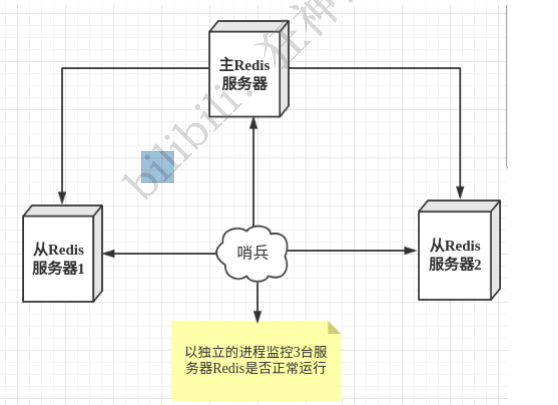 主Redis
服务器
bilibili：狂神
从Redis
服务器1
哨兵
从Redis
服务器2
以独立的进程监控3台服
务器Redis是否正常运行